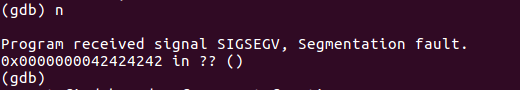 (gdb) n
Program received signal SIGSEGV, Segmentation fault.
0x0000000042424242 in ?? ()
(gdb)